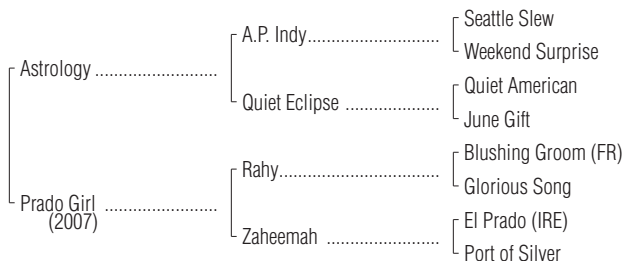 Seattle Slew
A.P. Indy........................................
Weekend Surprise
Astrology .....................................
Quiet American
Quiet Eclipse .............................
June Gift
Blushing Groom (FR)
Rahy.................................................
Glorious Song
Prado Girl ..................................
(2007)
El Prado (IRE)
Zaheemah ..................................
Port of Silver